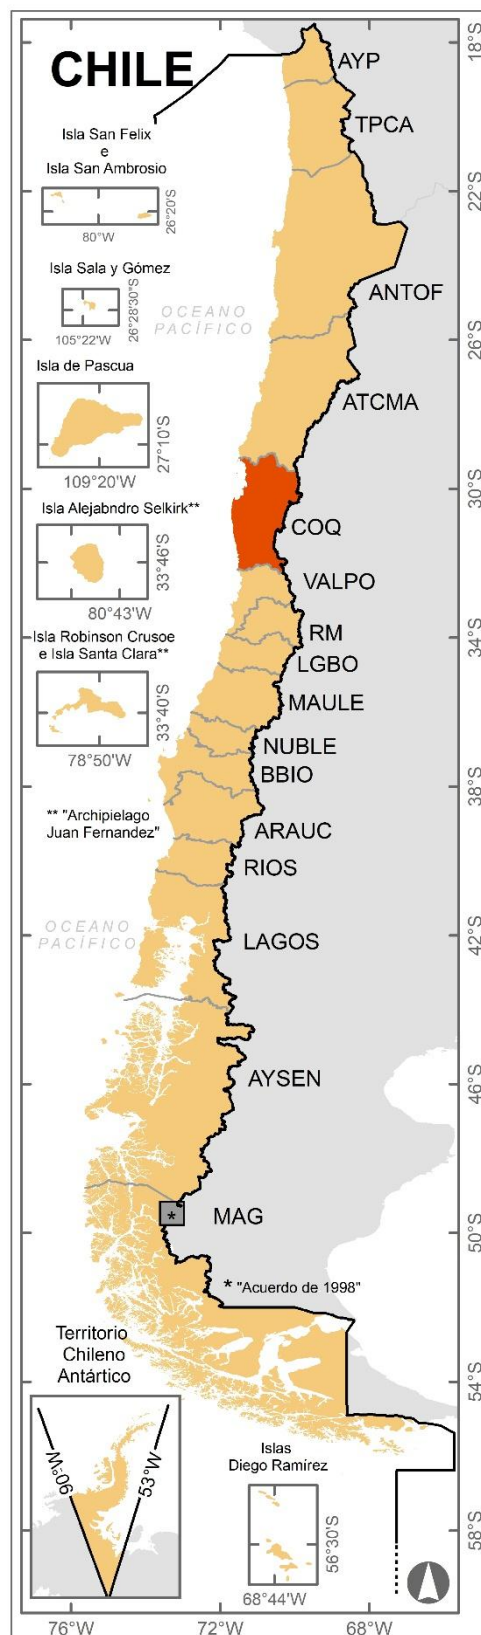 CHILE
Isla San Felix
e
Isla San Ambrosio
26°20'S
80°W
Isla Sala y Gómez
26°28'30"S
105°22'W
Isla de Pascua
27°10'S
109°20'W
Isla Alejabndro Selkirk**
33°46'S
80°43'W
Isla Robinson Crusoe
e Isla Santa Clara**
33°40'S
78°50'W
** "Archipielago
Juan Fernandez"
OCEANO
PACÍFICO
OCEANO
PACÍFICO
AYP
TPCA
ANTOF
ATCMA
COQ
VALPO
RM
LGBO
MAULE
NUBLE
BBIO
ARAUC
RIOS
LAGOS
AYSEN
MAG
*
* "Acuerdo de 1998"
Territorio
Chileno
Antártico
90°W
53°W
Islas
Diego Ramírez
56°30'S
68°44'W
18°S
22°S
26°S
30°S
34°S
38°S
42°S
46°S
50°S
54°S
58°S
76°W
72°W
68°W